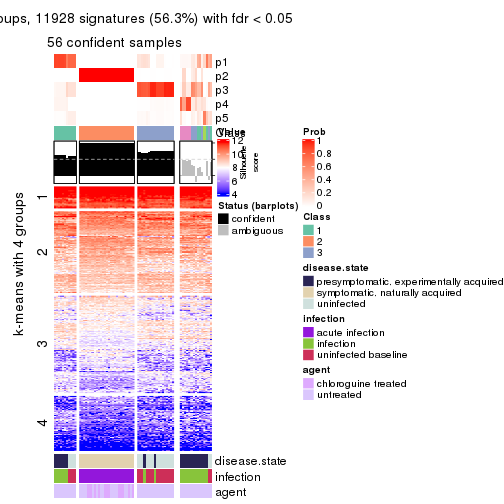 oups, 11928 signatures (56.3%) with fdr < 0.05
56 confident samples
p1
p2
p3
p4
p5
Class
Value
12
10
8
6
4
Silhouette
score
Status (barplots)
confident
ambiguous
Prob
1
0.8
0.6
0.4
0.2
0
Class
1
2
3
disease.state
presymptomatic, experimentally acquired
symptomatic, naturally acquired
uninfected
infection
acute infection
infection
uninfected baseline
agent
chloroguine treated
untreated
k-means with 4 groups
1
2
3
4
disease.state
infection
agent